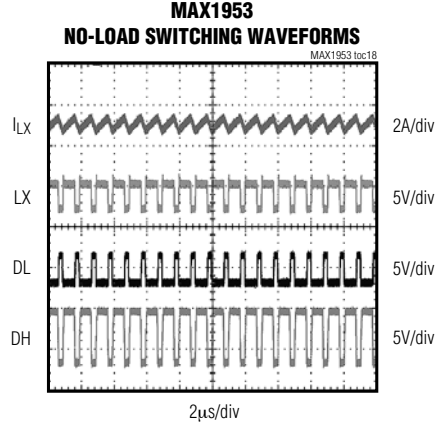 MAX1953
NO-LOAD SWITCHING WAVEFORMS
MAX1953 toc18
ILX 2A/div
LX 5V/div
DL 5V/div
DH 5V/div
2µs/div